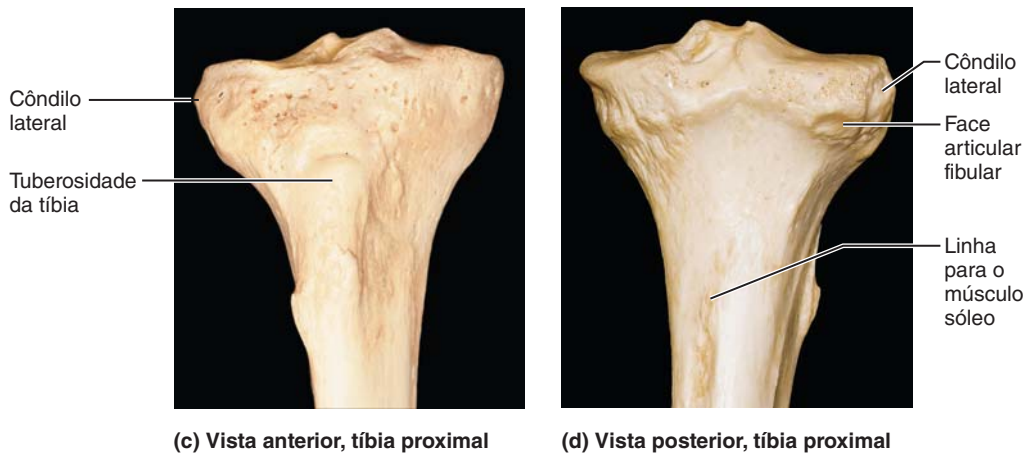 Côndilo
lateral
Tuberosidade
da tíbia
Côndilo
lateral
Face
articular
fibular
Linha
para o
músculo
sóleo
(c) Vista anterior, tíbia proximal
(d) Vista posterior, tíbia proximal